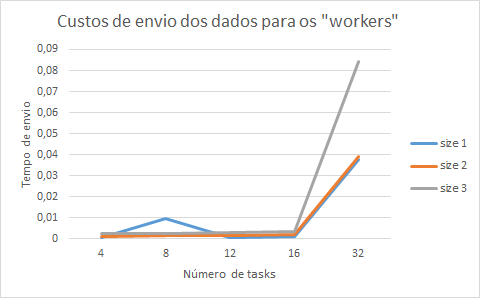 Custos de envio dos dados para os "workers"
0,09
0,08
0,07
0,06
0,05
0,04
0,03
0,02
0,01
0
Tempo de envio
4 8 12 16 32
Número de tasks
size 1
size 2
size 3